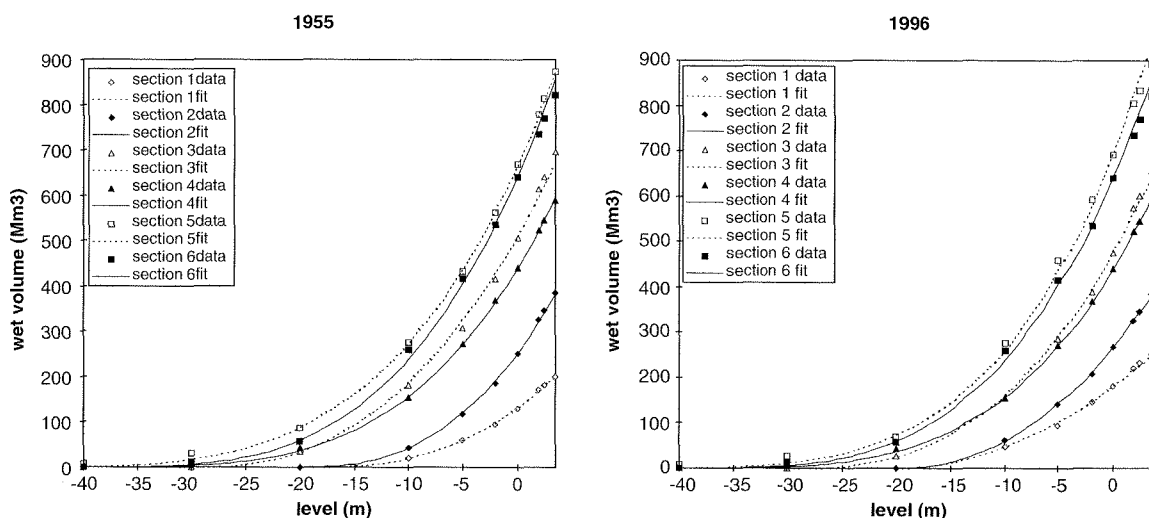 1955
900
800
700
600
500
400
300
200
100
0
wet volume (Mm3)
section 1data
section 1fit
section 2data
section 2fit
section 3data
section 3fit
section 4data
section 4fit
section 5data
section 5fit
section 6data
section 6fit
-40 -35 -30 -25 -20 -15 -10 -5 0
level (m)
1996
900
800
700
600
500
400
300
200
100
0
wet volume (Mm3)
section 1 data
section 1 fit
section 2 data
section 2 fit
section 3 data
section 3 fit
section 4 data
section 4 fit
section 5 data
section 5 fit
section 6 data
section 6 fit
-40 -35 -30 -25 -20 -15 -10 -5 0
level (m)